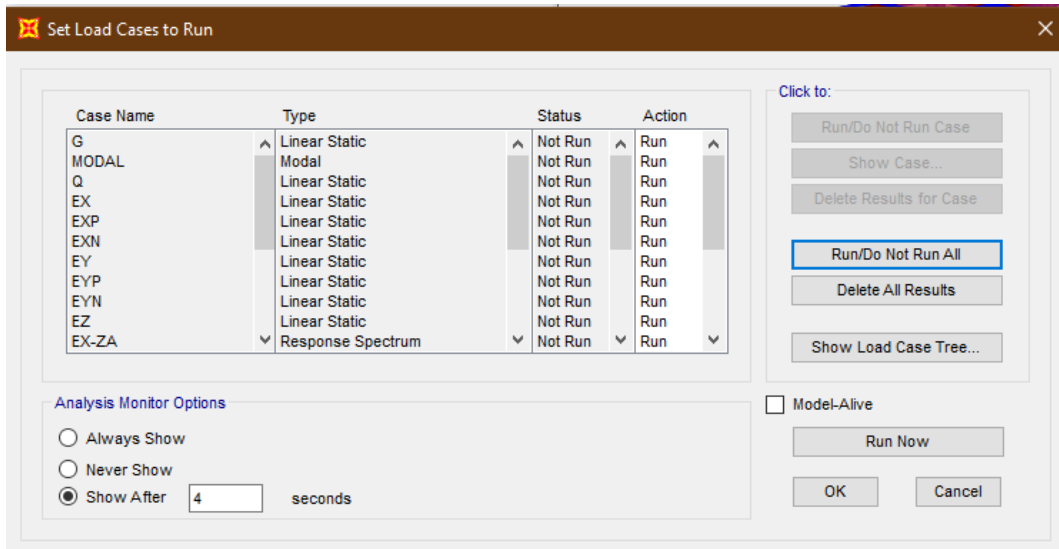 Set Load Cases to Run
Click to:
Case Name Type Status Action
G Linear Static Not Run Run
MODAL Modal Not Run Run
Q Linear Static Not Run Run
EX Linear Static Not Run Run
EXP Linear Static Not Run Run
EXN Linear Static Not Run Run
EY Linear Static Not Run Run
EYP Linear Static Not Run Run
EYN Linear Static Not Run Run
EZ Linear Static Not Run Run
EX-ZA Response Spectrum Not Run Run
Run/Do Not Run Case
Show Case...
Delete Results for Case
Run/Do Not Run All
Delete All Results
Show Load Case Tree...
Analysis Monitor Options
Always Show
Never Show
Show After 4 seconds
Model-Alive
Run Now
OK Cancel